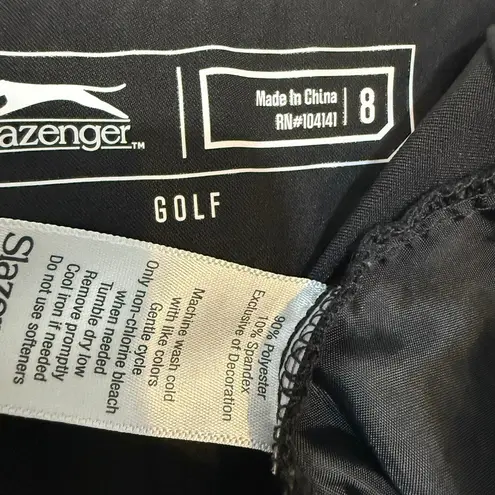 azenger™
Made In China
RN#104141
8
GOLF
90% Polyester
10% Spandex
Exclusive of Decoration
Machine wash cold
with like colors
Gentle cycle
Only non-chlorine bleach
when needed
Tumble dry low
Remove promptly
Cool iron if needed
Do not use softeners
Slazen